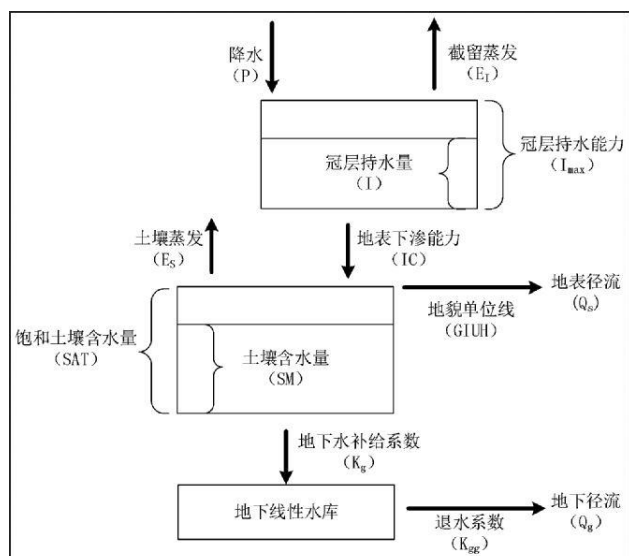 降水
(P)
截留蒸发
(E_I)
冠层持水量
(I)
冠层持水能力
(I_max)
土壤蒸发
(E_S)
地表下渗能力
(IC)
饱和土壤含水量
(SAT)
土壤含水量
(SM)
地貌单位线
(GIUH)
地表径流
(Q_S)
地下水补给系数
(K_g)
地下线性水库
退水系数
(K_gg)
地下径流
(Q_g)